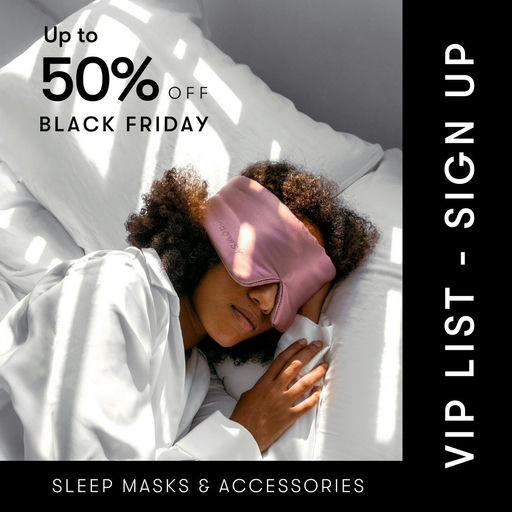 Up to
50% OFF
BLACK FRIDAY
VIP LIST - SIGN UP
SLEEP MASKS & ACCESSORIES